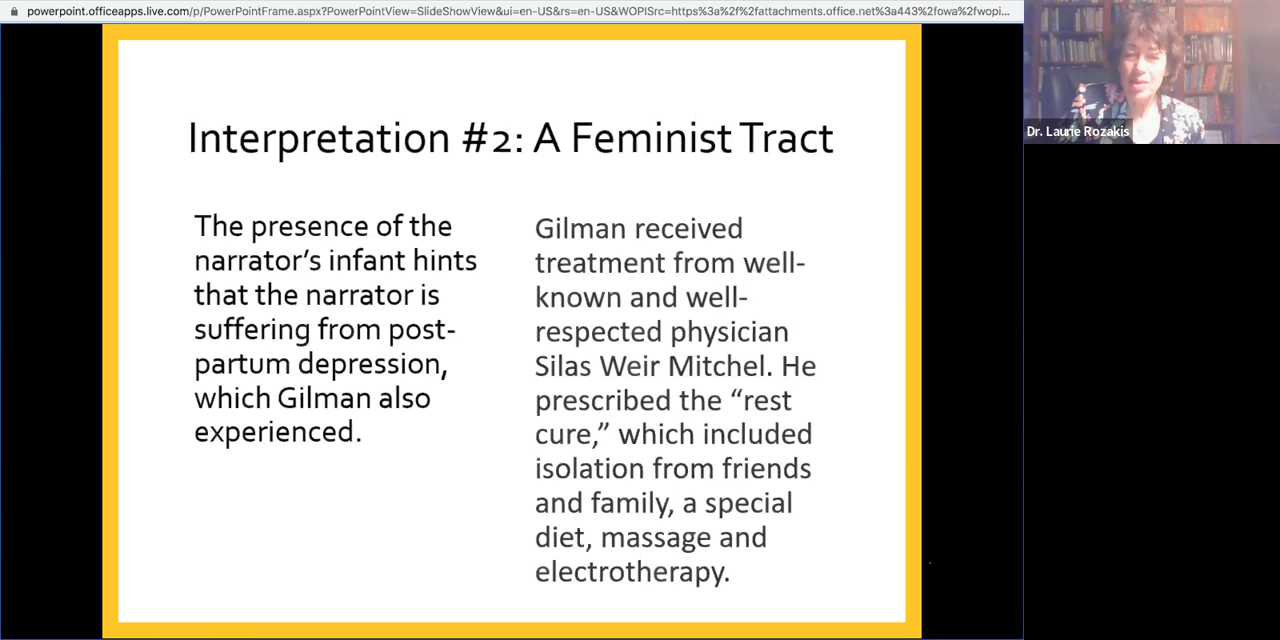 powerpoint.officeapps.live.com/p/PowerPointFrame.aspx?PowerPointView=SlideShowView&ui=en-US&rs=en-US&WOPISrc=https%3a%2f%2fattachments.office.net%3a443%2fowa%2fwopi...
Dr. Laurie Rozakis
Interpretation #2: A Feminist Tract
The presence of the
narrator’s infant hints
that the narrator is
suffering from post-
partum depression,
which Gilman also
experienced.
Gilman received
treatment from well-
known and well-
respected physician
Silas Weir Mitchel. He
prescribed the “rest
cure,” which included
isolation from friends
and family, a special
diet, massage and
electrotherapy.